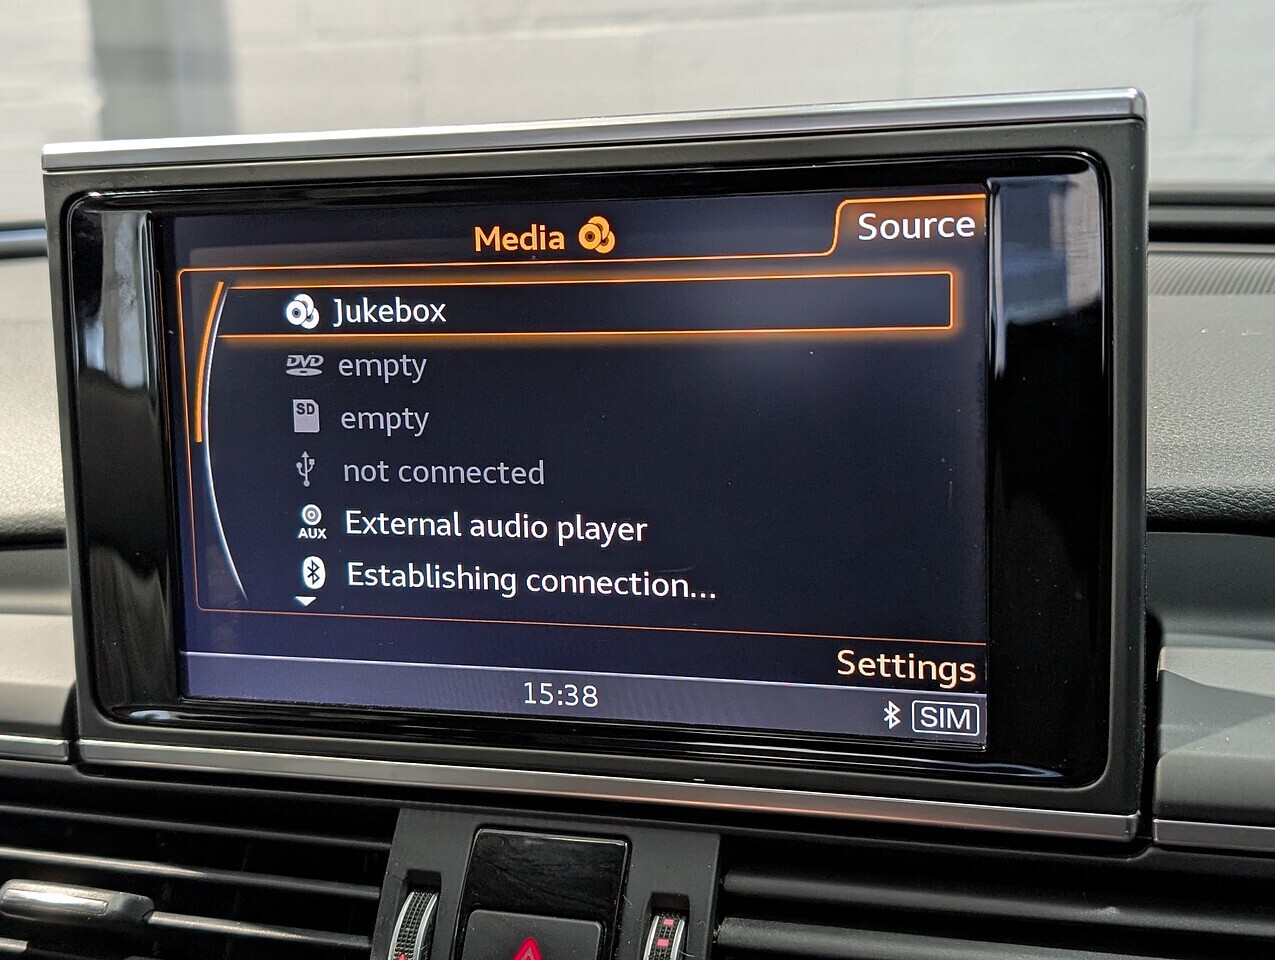 Media
Source
Jukebox
DVD empty
SD empty
not connected
AUX External audio player
Establishing connection...
Settings
15:38
SIM